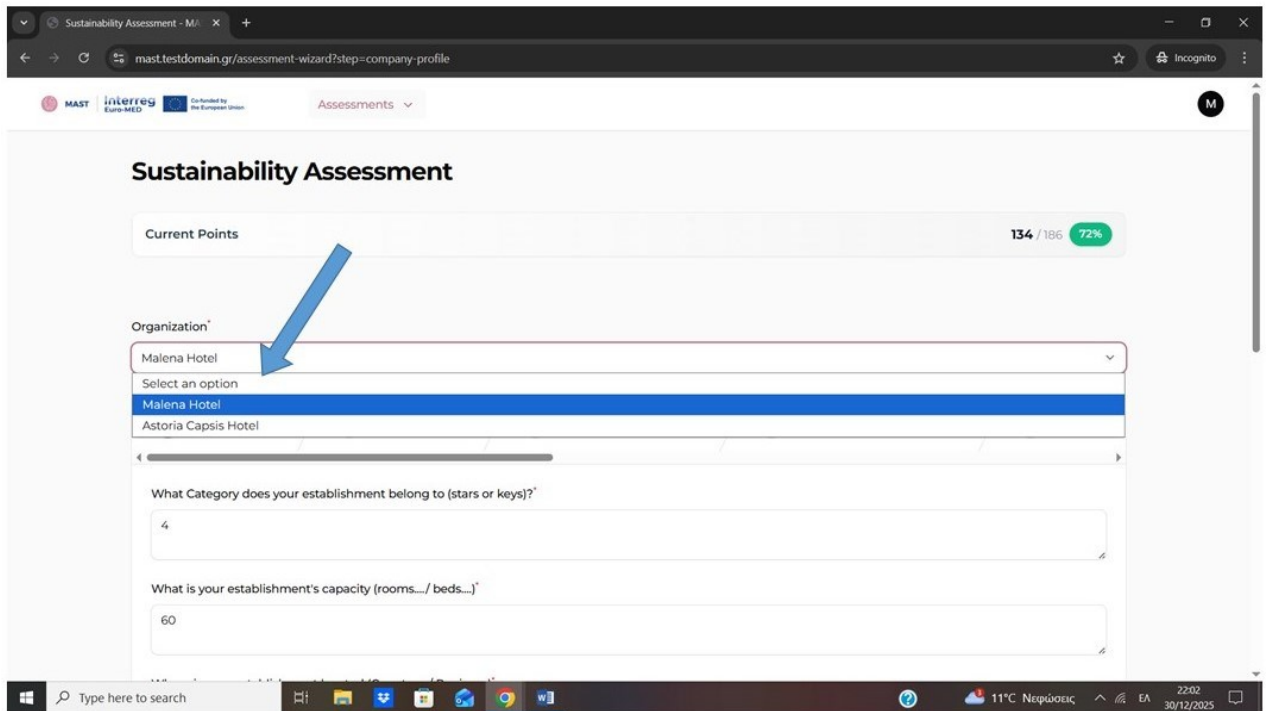 Sustainability Assessment - MA
mast.testdomain.gr/assessment-wizard?step=company-profile
Incognito
MAST
Interreg
Euro-MED
Co-funded by
the European Union
Assessments
M
Sustainability Assessment
Current Points
134 / 186 72%
Organization*
Malena Hotel
Select an option
Malena Hotel
Astoria Capsis Hotel
What Category does your establishment belong to (stars or keys)?*
4
What is your establishment's capacity (rooms..../ beds....)*
60
Type here to search
11°C Νεφώσεις
ΕΛ
22:02
30/12/2025